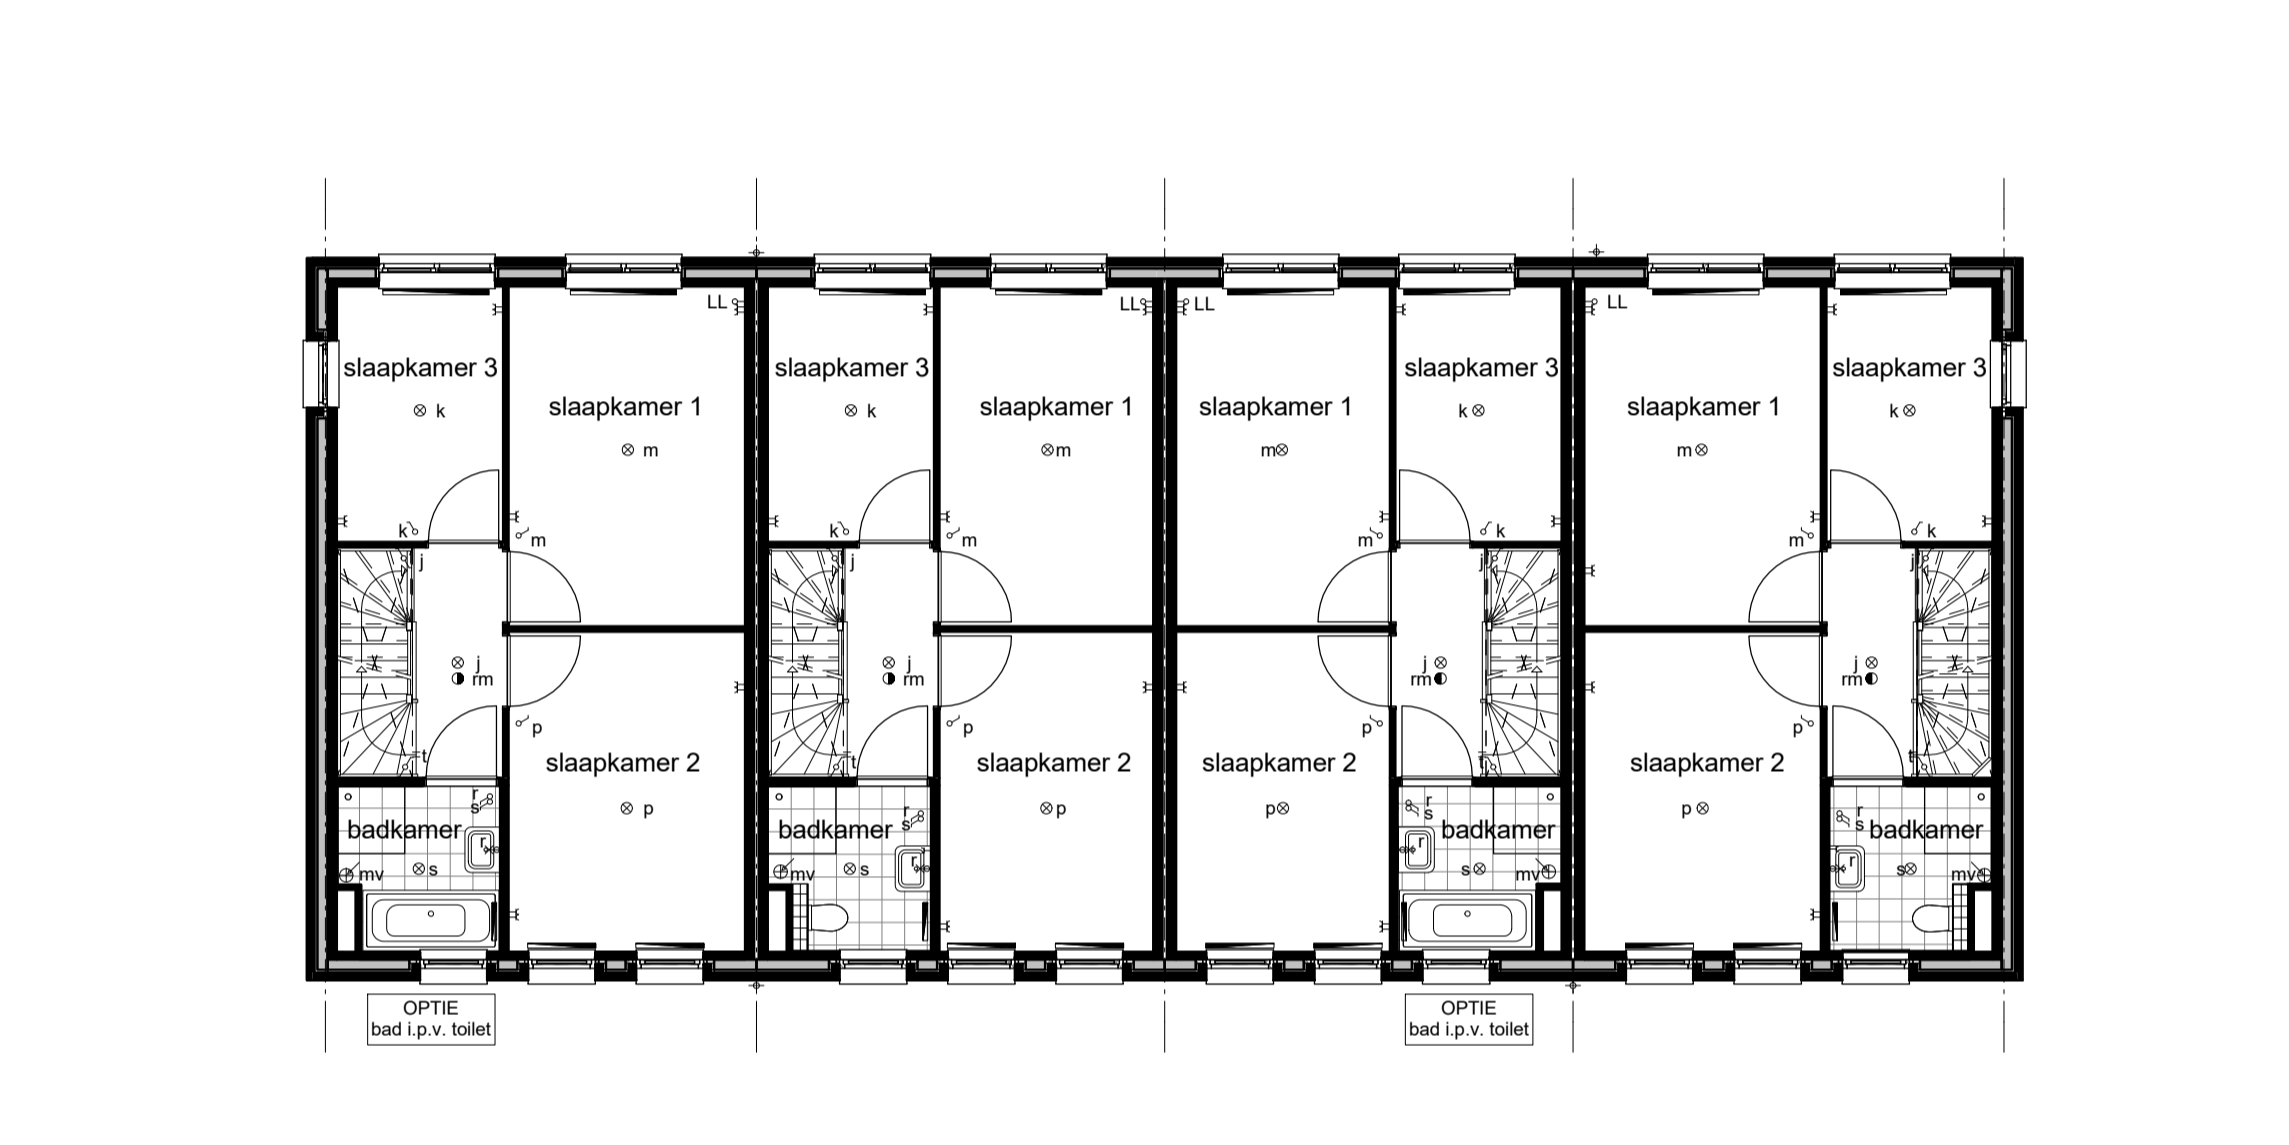 LL LL LL LL
slaapkamer 3 slaapkamer 3 slaapkamer 3 slaapkamer 3
slaapkamer 1 slaapkamer 1 slaapkamer 1 slaapkamer 1
k k k k
m m m m
k k k k
m m m m
j j j j
j j j j
rm rm rm rm
p p p p
t t t t
slaapkamer 2 slaapkamer 2 slaapkamer 2 slaapkamer 2
r r r r
s s s s
p p p p
badkamer badkamer badkamer badkamer
r r r r
mv s mv s s mv s mv
OPTIE OPTIE
bad i.p.v. toilet bad i.p.v. toilet